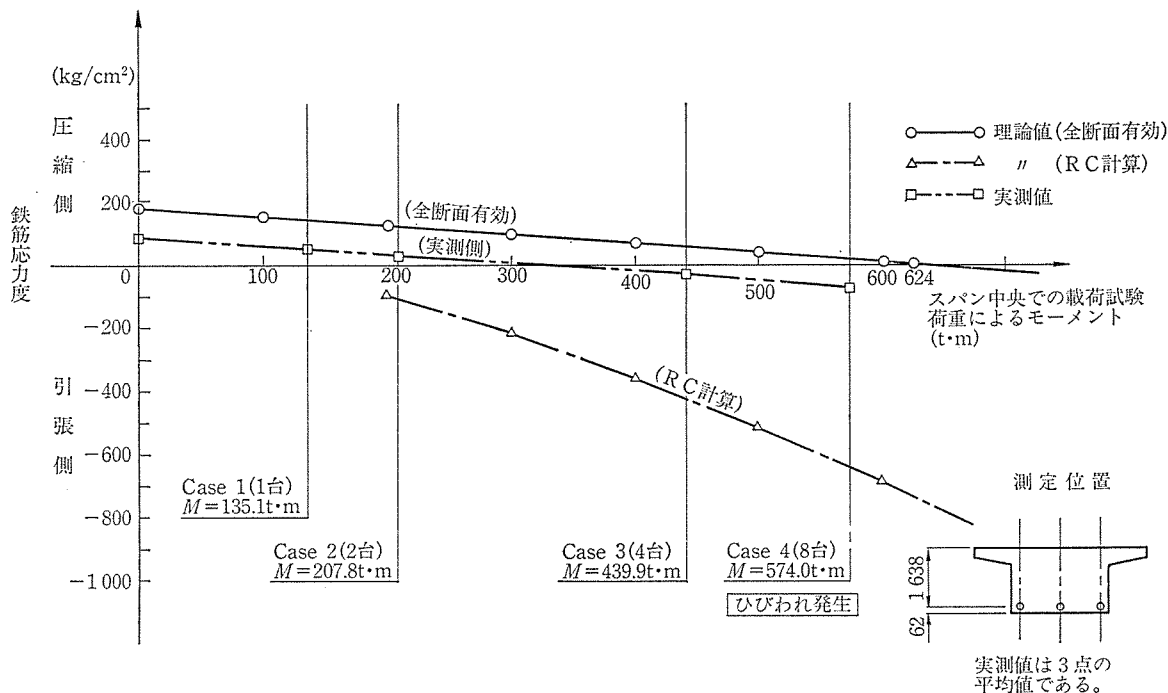 (kg/cm²)
圧縮側
鉄筋応力度
引張側
400
200
0
−200
−400
−600
−800
−1000
100
200
300
400
500
600
624
(全断面有効)
(実測側)
(RC計算)
理論値(全断面有効)
〃 (RC計算)
実測値
スパン中央での載荷試験
荷重によるモーメント
(t・m)
Case 1(1台)
M=135.1t・m
Case 2(2台)
M=207.8t・m
Case 3(4台)
M=439.9t・m
Case 4(8台)
M=574.0t・m
ひびわれ発生
測定位置
1638
62
実測値は3点の
平均値である。